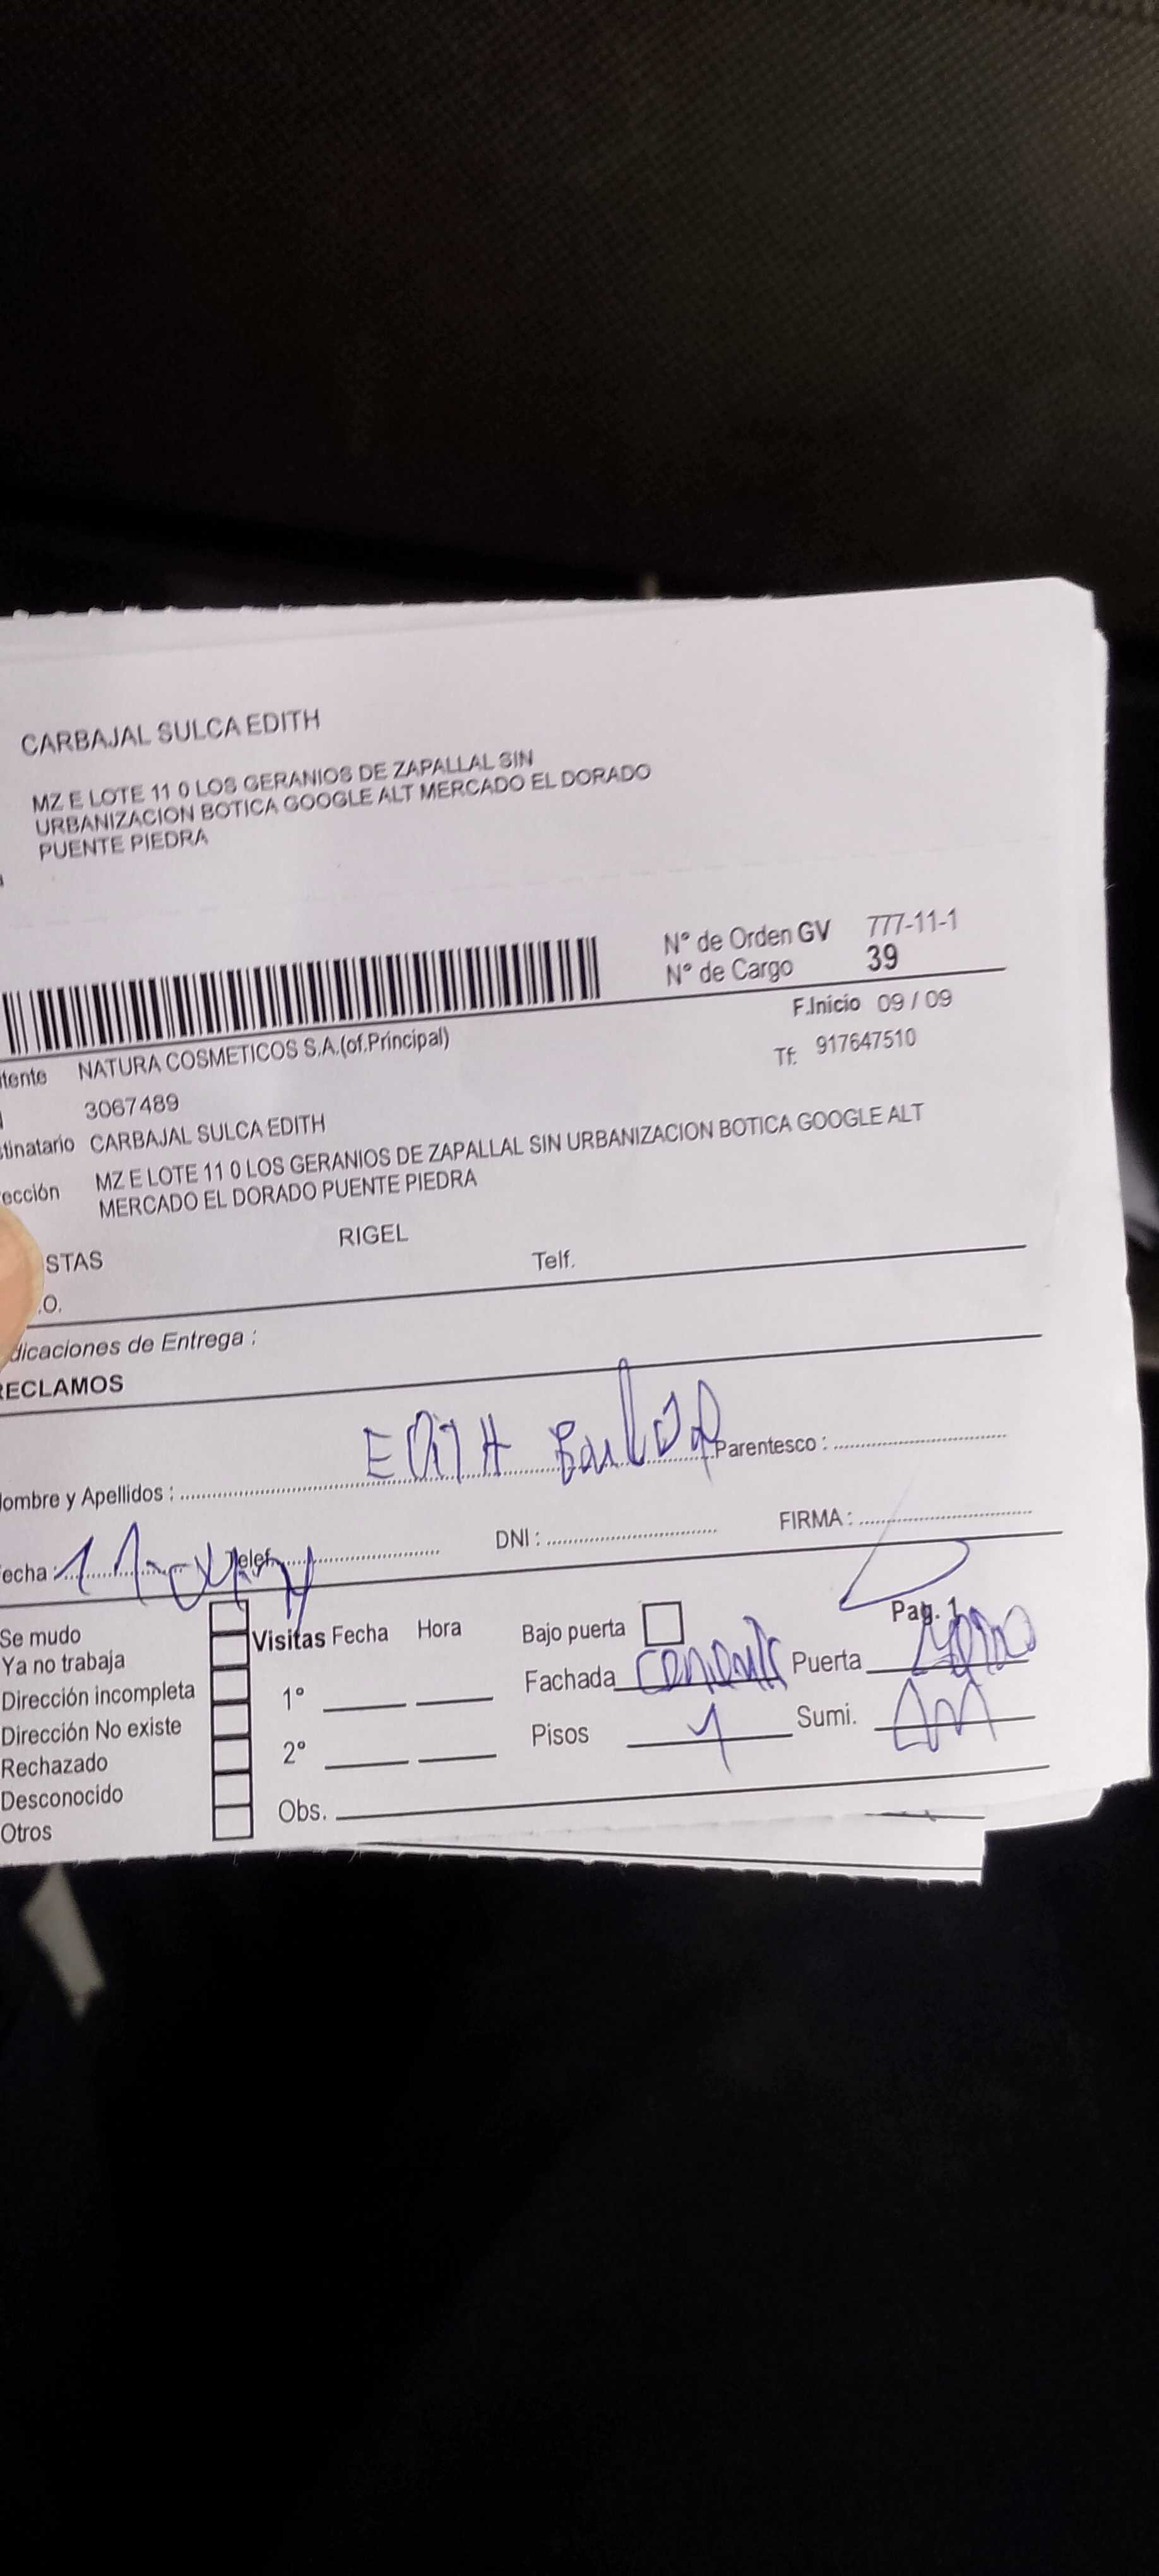 CARBAJAL SULCA EDITH
MZ E LOTE 11 0 LOS GERANIOS DE ZAPALLAL SIN
URBANIZACION BOTICA GOOGLE ALT MERCADO EL DORADO
PUENTE PIEDRA
N° de Orden GV 777-11-1
N° de Cargo 39
F.Inicio 09 / 09
itente NATURA COSMETICOS S.A.(of.Principal)
Tf: 917647510
3067489
stinatario CARBAJAL SULCA EDITH
ección MZ E LOTE 11 0 LOS GERANIOS DE ZAPALLAL SIN URBANIZACION BOTICA GOOGLE ALT
MERCADO EL DORADO PUENTE PIEDRA
STAS RIGEL
.O. Telf.
dicaciones de Entrega :
RECLAMOS
ombre y Apellidos : EDITH Parentesco :
echa : Telef. DNI : FIRMA :
Pag. 1
Se mudo Visitas Fecha Hora Bajo puerta
Ya no trabaja Fachada Puerta
Dirección incompleta 1°
Dirección No existe Pisos 1 Sumi.
Rechazado 2°
Desconocido
Otros Obs.